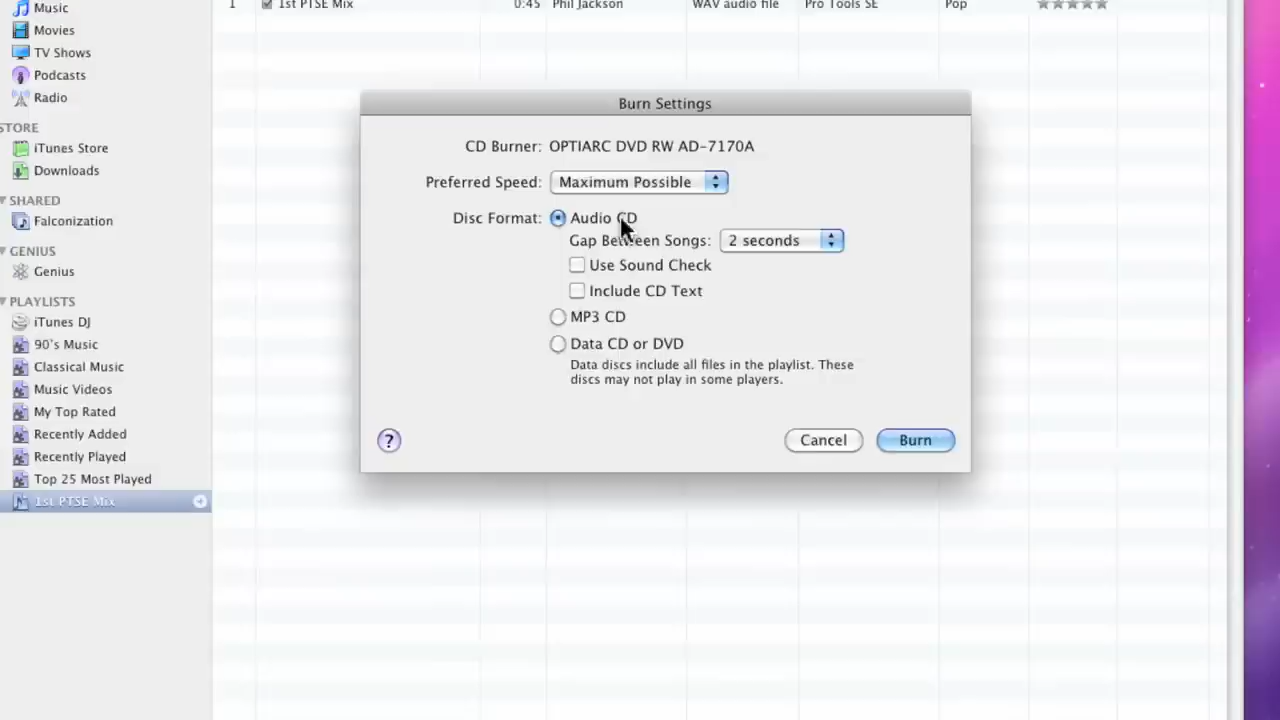 Music
Movies
TV Shows
Podcasts
Radio
STORE
iTunes Store
Downloads
SHARED
Falconization
GENIUS
Genius
PLAYLISTS
iTunes DJ
90's Music
Classical Music
Music Videos
My Top Rated
Recently Added
Recently Played
Top 25 Most Played
1st PTSE Mix
1 1st PTSE Mix 0:45 Phil Jackson WAV audio file Pro Tools SE Pop
Burn Settings
CD Burner: OPTIARC DVD RW AD-7170A
Preferred Speed: Maximum Possible
Disc Format: Audio CD
Gap Between Songs: 2 seconds
Use Sound Check
Include CD Text
MP3 CD
Data CD or DVD
Data discs include all files in the playlist. These
discs may not play in some players.
? Cancel Burn